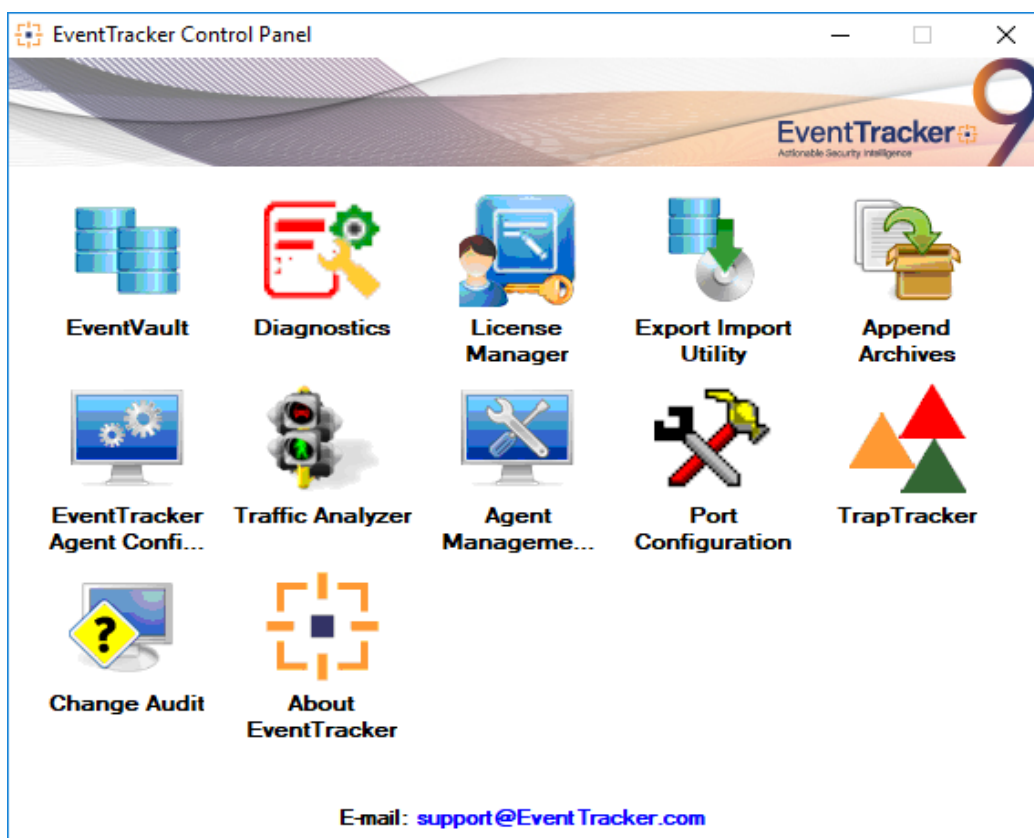 EventTracker Control Panel
EventTracker 9
Actionable Security Intelligence
EventVault
Diagnostics
License
Manager
Export Import
Utility
Append
Archives
EventTracker
Agent Confi...
Traffic Analyzer
Agent
Manageme...
Port
Configuration
TrapTracker
?
Change Audit
About
EventTracker
E-mail: support@EventTracker.com